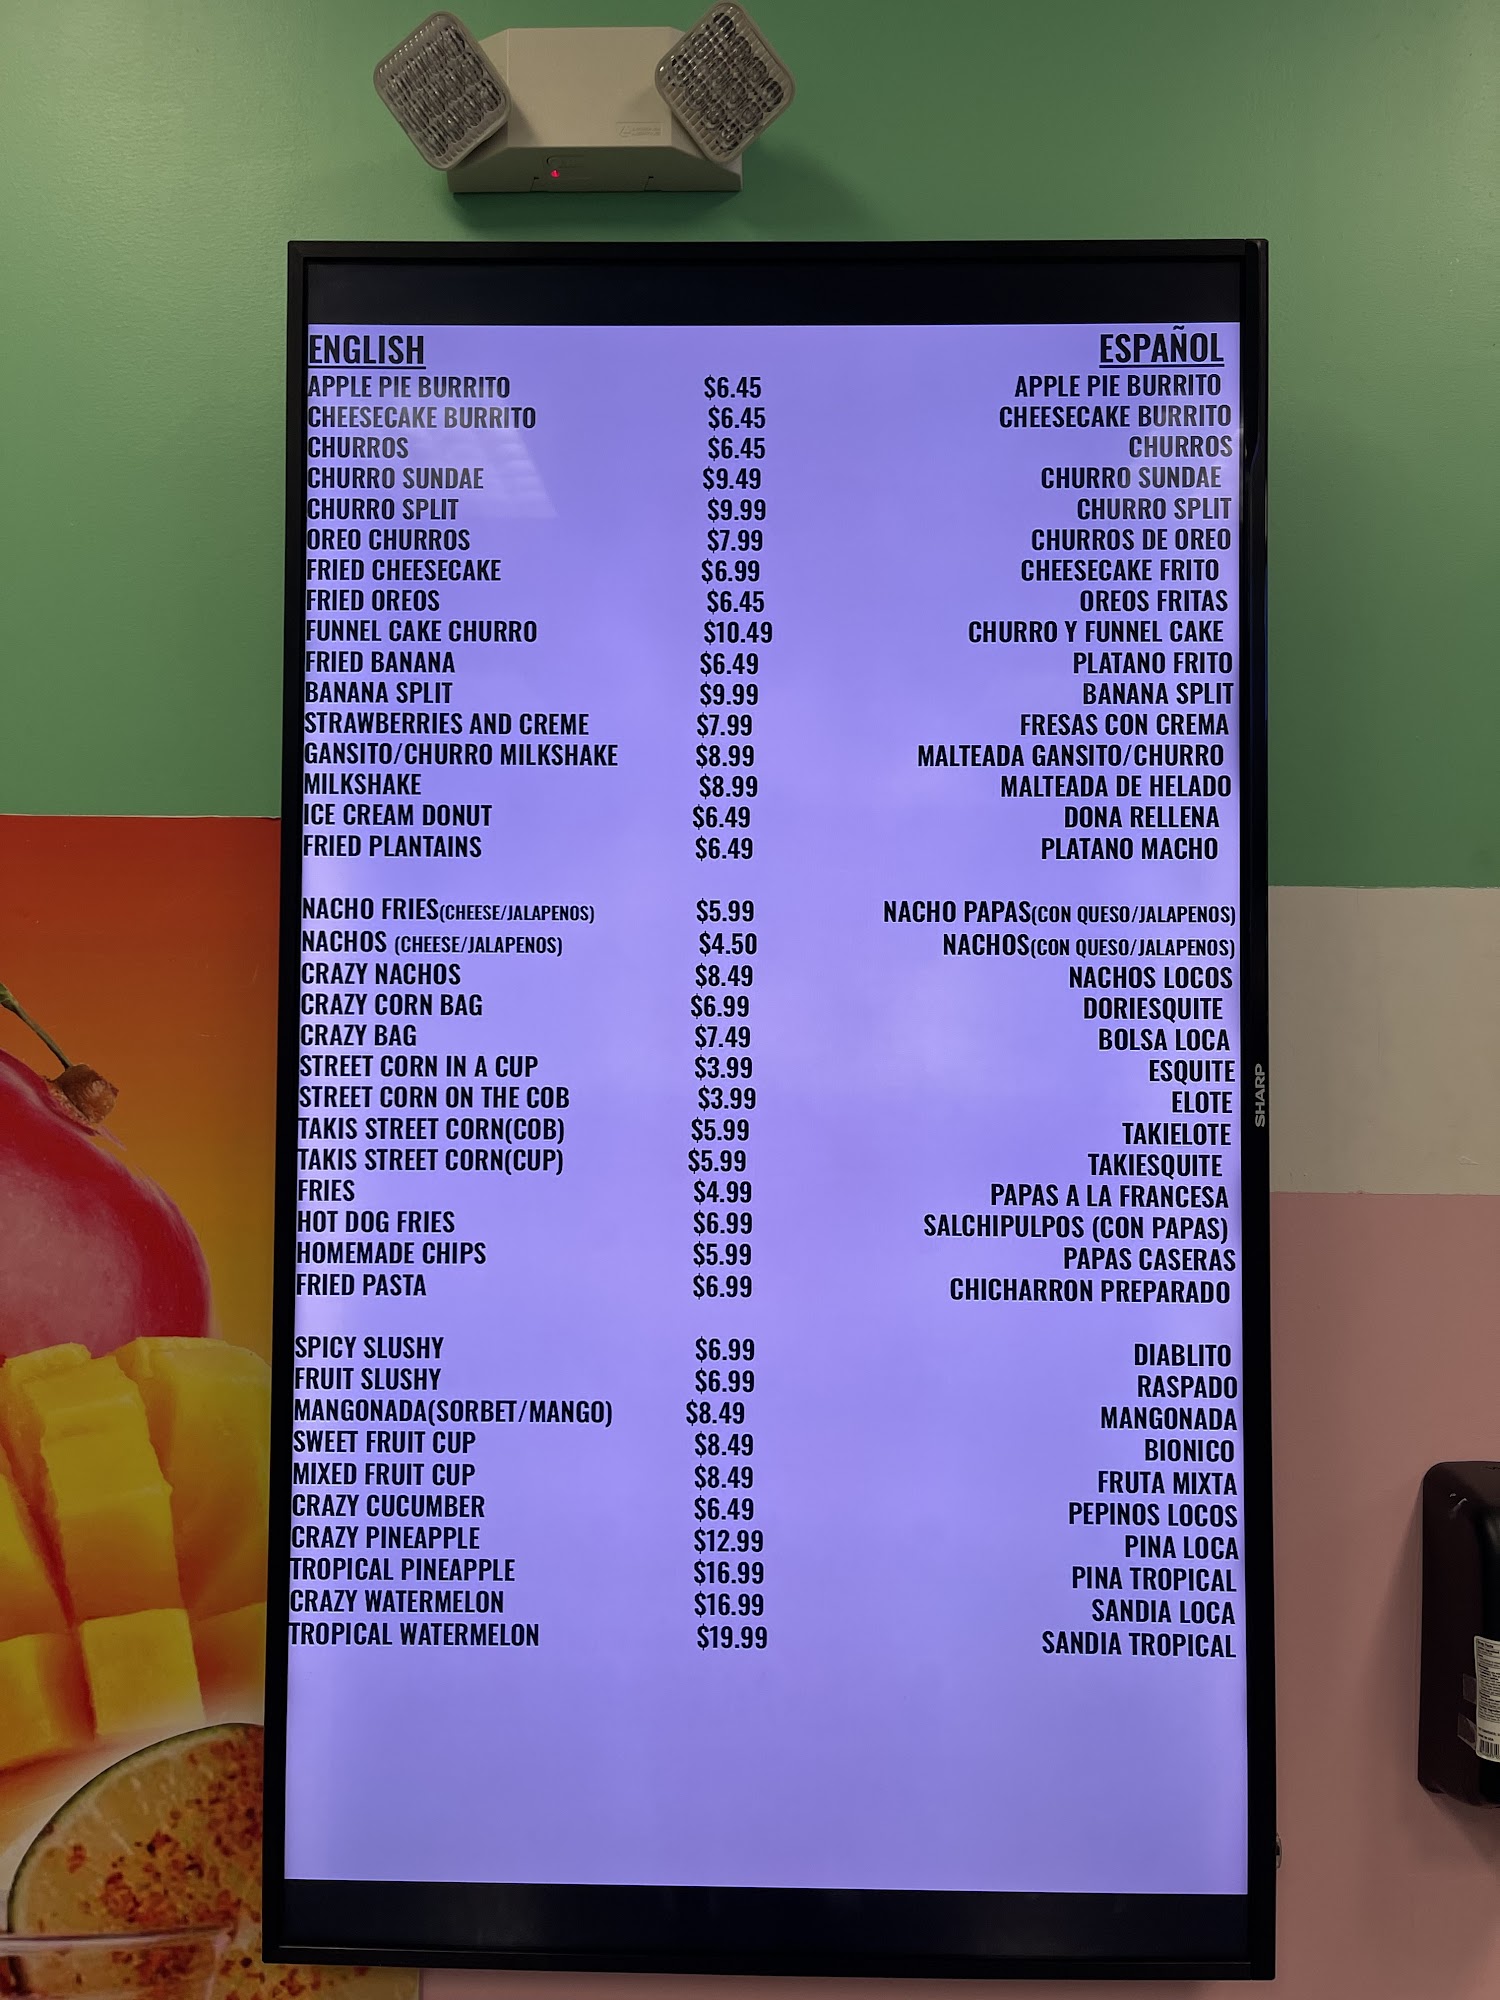 ENGLISH ESPAÑOL
APPLE PIE BURRITO $6.45 APPLE PIE BURRITO
CHEESECAKE BURRITO $6.45 CHEESECAKE BURRITO
CHURROS $6.45 CHURROS
CHURRO SUNDAE $9.49 CHURRO SUNDAE
CHURRO SPLIT $9.99 CHURRO SPLIT
OREO CHURROS $7.99 CHURROS DE OREO
FRIED CHEESECAKE $6.99 CHEESECAKE FRITO
FRIED OREOS $6.45 OREOS FRITAS
FUNNEL CAKE CHURRO $10.49 CHURRO Y FUNNEL CAKE
FRIED BANANA $6.49 PLATANO FRITO
BANANA SPLIT $9.99 BANANA SPLIT
STRAWBERRIES AND CREME $7.99 FRESAS CON CREMA
GANSITO/CHURRO MILKSHAKE $8.99 MALTEADA GANSITO/CHURRO
MILKSHAKE $8.99 MALTEADA DE HELADO
ICE CREAM DONUT $6.49 DONA RELLENA
FRIED PLANTAINS $6.49 PLATANO MACHO
NACHO FRIES(CHEESE/JALAPENOS) $5.99 NACHO PAPAS(CON QUESO/JALAPENOS)
NACHOS (CHEESE/JALAPENOS) $4.50 NACHOS(CON QUESO/JALAPENOS)
CRAZY NACHOS $8.49 NACHOS LOCOS
CRAZY CORN BAG $6.99 DORIESQUITE
CRAZY BAG $7.49 BOLSA LOCA
STREET CORN IN A CUP $3.99 ESQUITE
STREET CORN ON THE COB $3.99 ELOTE
TAKIS STREET CORN(COB) $5.99 TAKIELOTE
TAKIS STREET CORN(CUP) $5.99 TAKIESQUITE
FRIES $4.99 PAPAS A LA FRANCESA
HOT DOG FRIES $6.99 SALCHIPULPOS (CON PAPAS)
HOMEMADE CHIPS $5.99 PAPAS CASERAS
FRIED PASTA $6.99 CHICHARRON PREPARADO
SPICY SLUSHY $6.99 DIABLITO
FRUIT SLUSHY $6.99 RASPADO
MANGONADA(SORBET/MANGO) $8.49 MANGONADA
SWEET FRUIT CUP $8.49 BIONICO
MIXED FRUIT CUP $8.49 FRUTA MIXTA
CRAZY CUCUMBER $6.49 PEPINOS LOCOS
CRAZY PINEAPPLE $12.99 PINA LOCA
TROPICAL PINEAPPLE $16.99 PINA TROPICAL
CRAZY WATERMELON $16.99 SANDIA LOCA
TROPICAL WATERMELON $19.99 SANDIA TROPICAL
SHARP